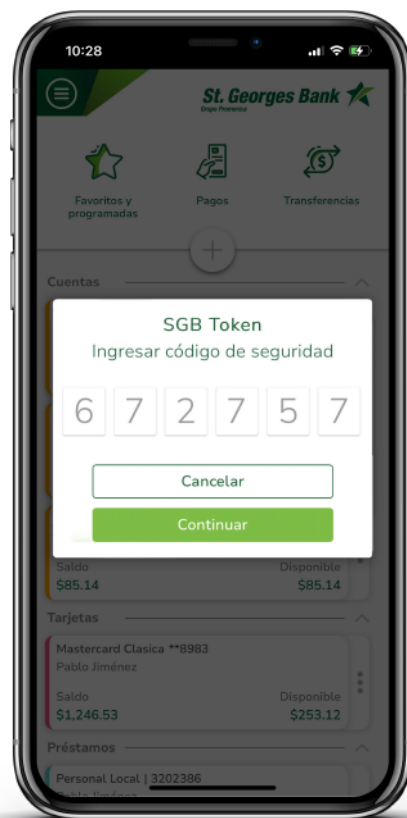 10:28
St. Georges Bank
Grupo Promerica
Favoritos y
programadas
Pagos
Transferencias
Cuentas
SGB Token
Ingresar código de seguridad
6 7 2 7 5 7
Cancelar
Continuar
Saldo Disponible
$85.14 $85.14
Tarjetas
Mastercard Clasica **8983
Pablo Jiménez
Saldo Disponible
$1,246.53 $253.12
Préstamos
Personal Local | 3202386
Pablo Jiménez